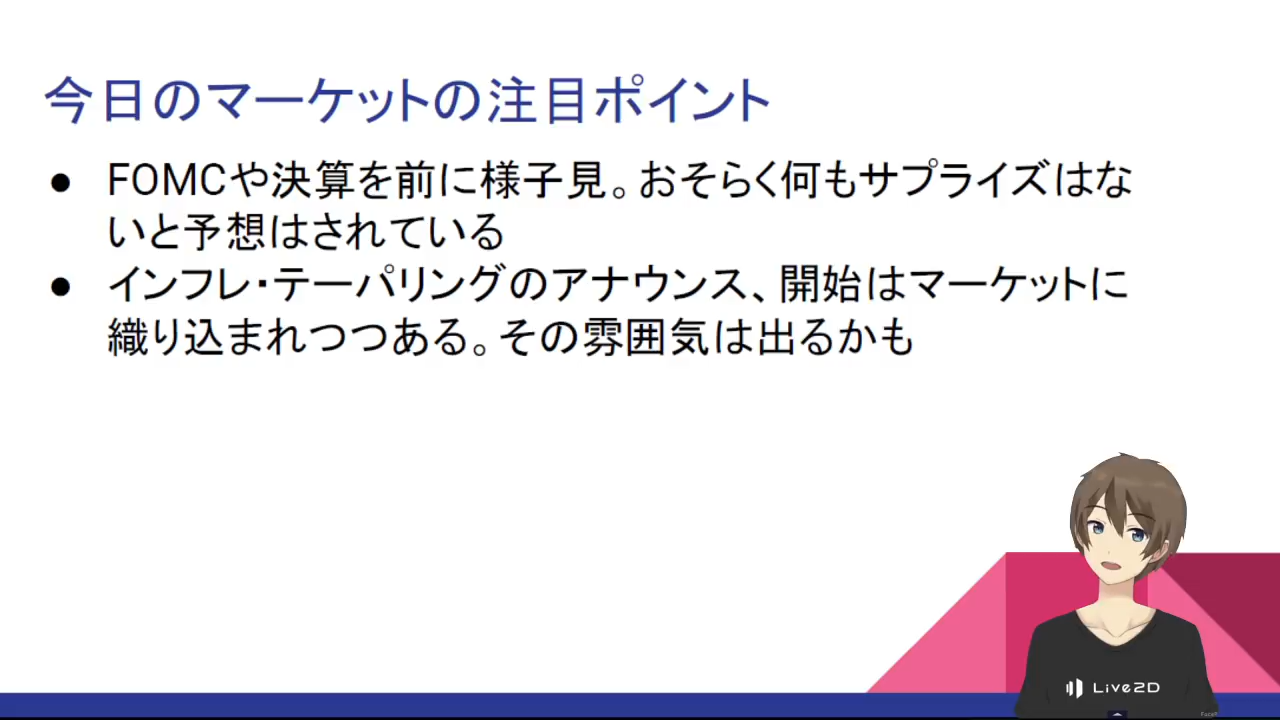 今日のマーケットの注目ポイント
● FOMCや決算を前に様子見。おそらく何もサプライズはな
いと予想はされている
● インフレ・テーパリングのアナウンス、開始はマーケットに
織り込まれつつある。その雰囲気は出るかも
Live2D